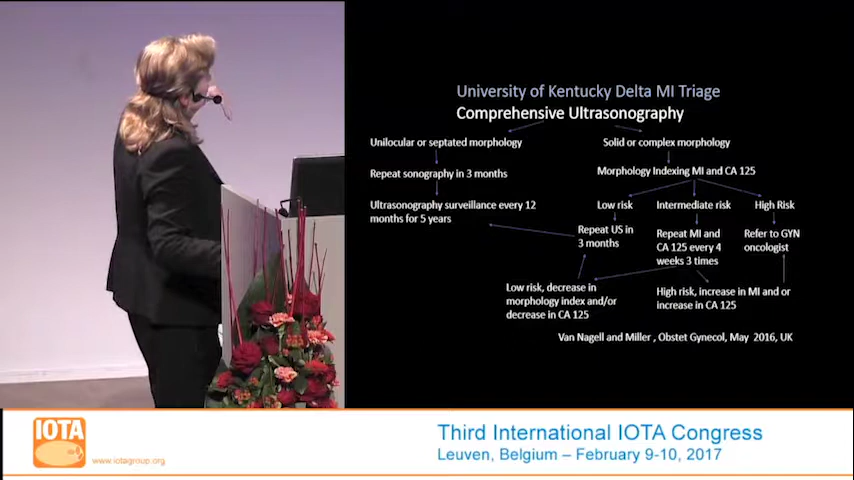 University of Kentucky Delta MI Triage
Comprehensive Ultrasonography
Unilocular or septated morphology
Repeat sonography in 3 months
Ultrasonography surveillance every 12
months for 5 years
Solid or complex morphology
Morphology Indexing MI and CA 125
Low risk
Intermediate risk
High Risk
Repeat US in
3 months
Repeat MI and
CA 125 every 4
weeks 3 times
Refer to GYN
oncologist
Low risk, decrease in
morphology index and/or
decrease in CA 125
High risk, increase in MI and or
increase in CA 125
Van Nagell and Miller , Obstet Gynecol, May 2016, UK
IOTA
www.iotagroup.org
Third International IOTA Congress
Leuven, Belgium – February 9-10, 2017